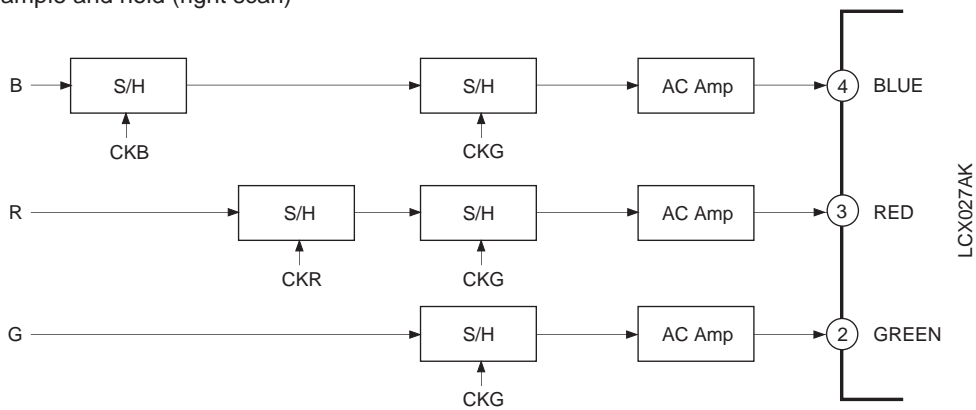 and hold (right scan)
B S/H S/H AC Amp 4 BLUE
CKB CKG
R S/H S/H AC Amp 3 RED
CKR CKG
G S/H AC Amp 2 GREEN
CKG
LCX027AK